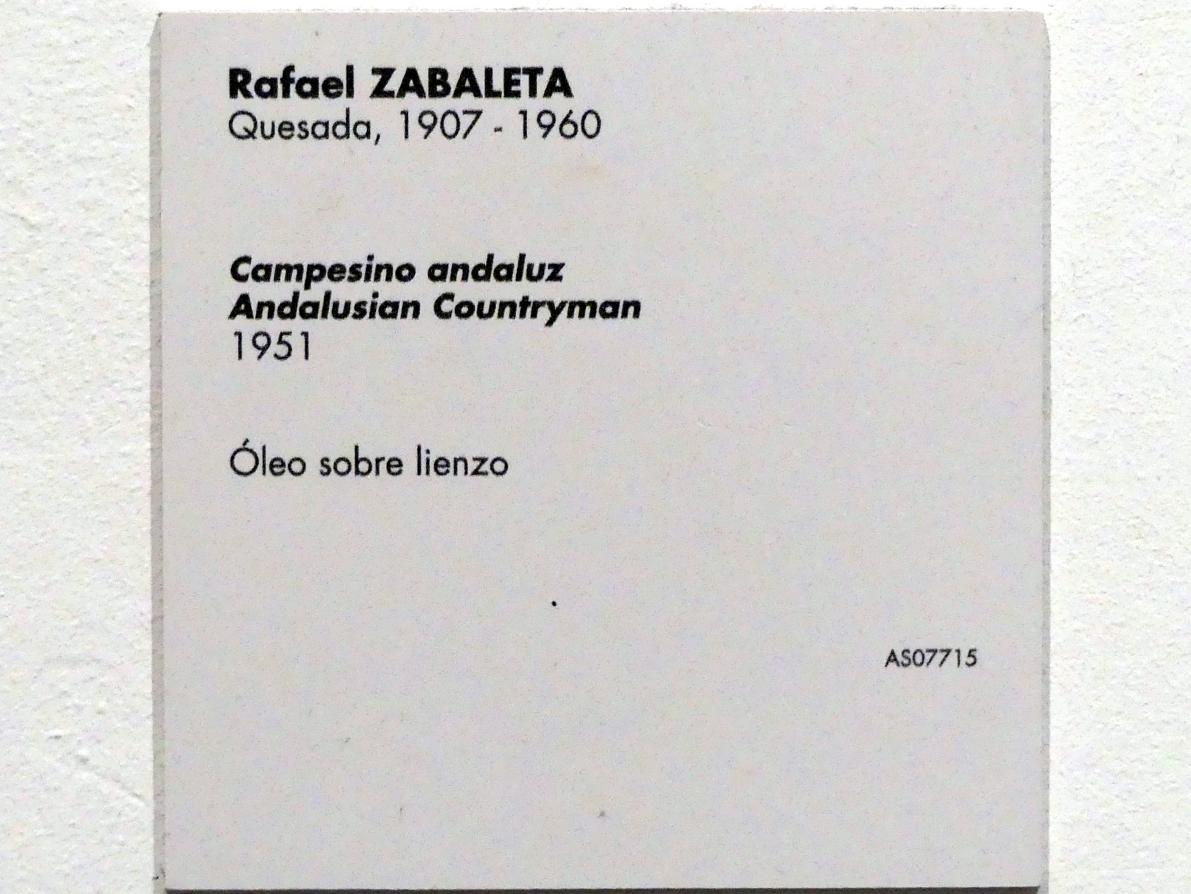 Rafael ZABALETA
Quesada, 1907 - 1960
Campesino andaluz
Andalusian Countryman
1951
Óleo sobre lienzo
AS07715